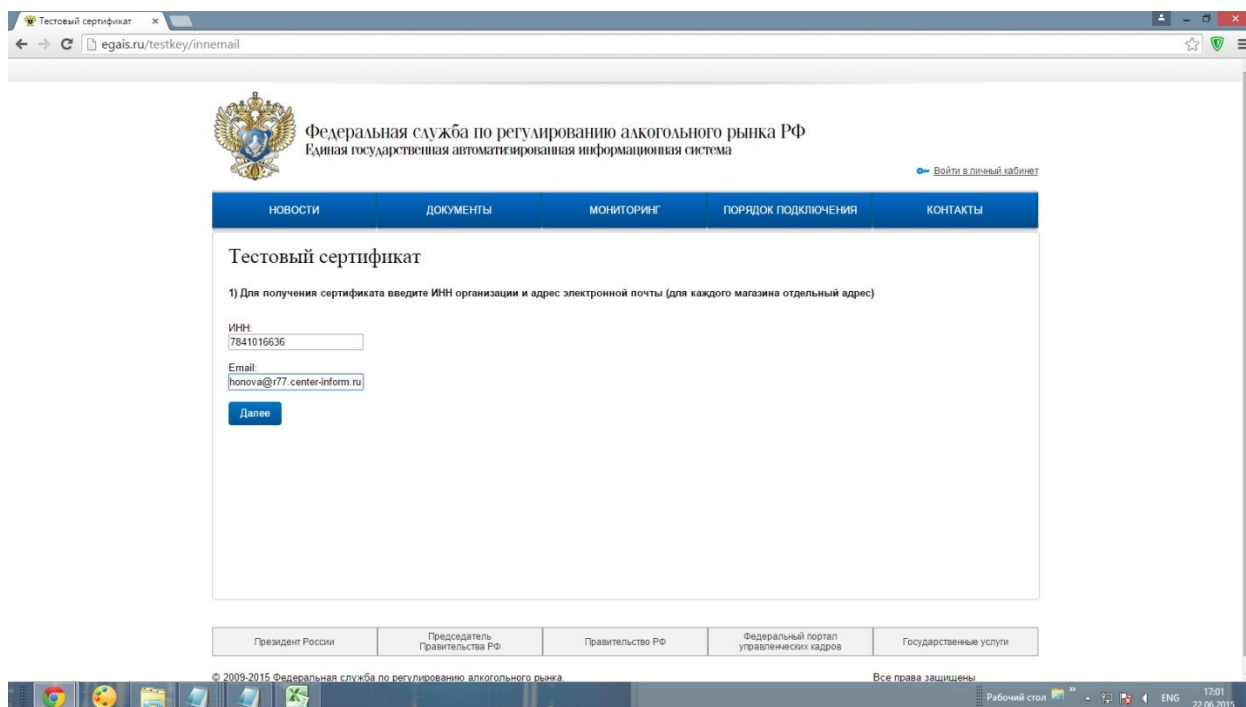 Тестовый сертификат
egais.ru/testkey/innemail
Федеральная служба по регулированию алкогольного рынка РФ
Единая государственная автоматизированная информационная система
Войти в личный кабинет
НОВОСТИ ДОКУМЕНТЫ МОНИТОРИНГ ПОРЯДОК ПОДКЛЮЧЕНИЯ КОНТАКТЫ
Тестовый сертификат
1) Для получения сертификата введите ИНН организации и адрес электронной почты (для каждого магазина отдельный адрес)
ИНН:
7841016636
Email:
honova@r77.center-inform.ru
Далее
Президент России Председатель Правительства РФ Правительство РФ Федеральный портал управленческих кадров Государственные услуги
© 2009-2015 Федеральная служба по регулированию алкогольного рынка. Все права защищены
Рабочий стол ENG 17:01
22.06.2015